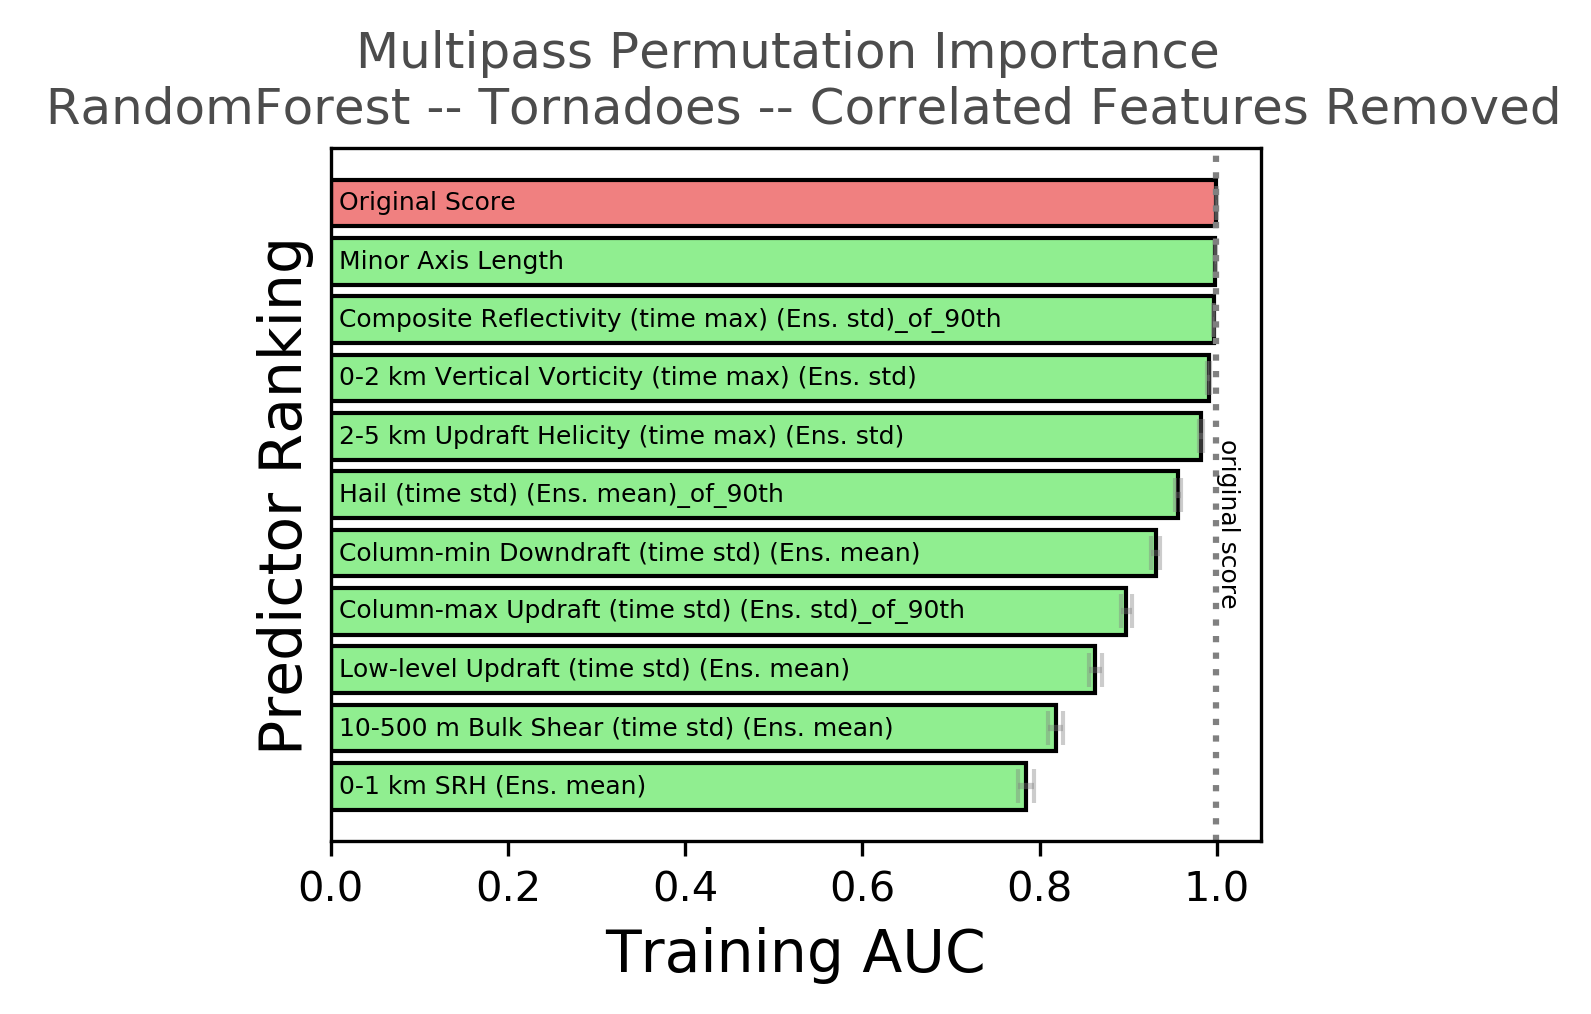 Multipass Permutation Importance
RandomForest -- Tornadoes -- Correlated Features Removed
Predictor Ranking
Original Score
Minor Axis Length
Composite Reflectivity (time max) (Ens. std)_of_90th
0-2 km Vertical Vorticity (time max) (Ens. std)
2-5 km Updraft Helicity (time max) (Ens. std)
Hail (time std) (Ens. mean)_of_90th
Column-min Downdraft (time std) (Ens. mean)
Column-max Updraft (time std) (Ens. std)_of_90th
Low-level Updraft (time std) (Ens. mean)
10-500 m Bulk Shear (time std) (Ens. mean)
0-1 km SRH (Ens. mean)
original score
0.0 0.2 0.4 0.6 0.8 1.0
Training AUC